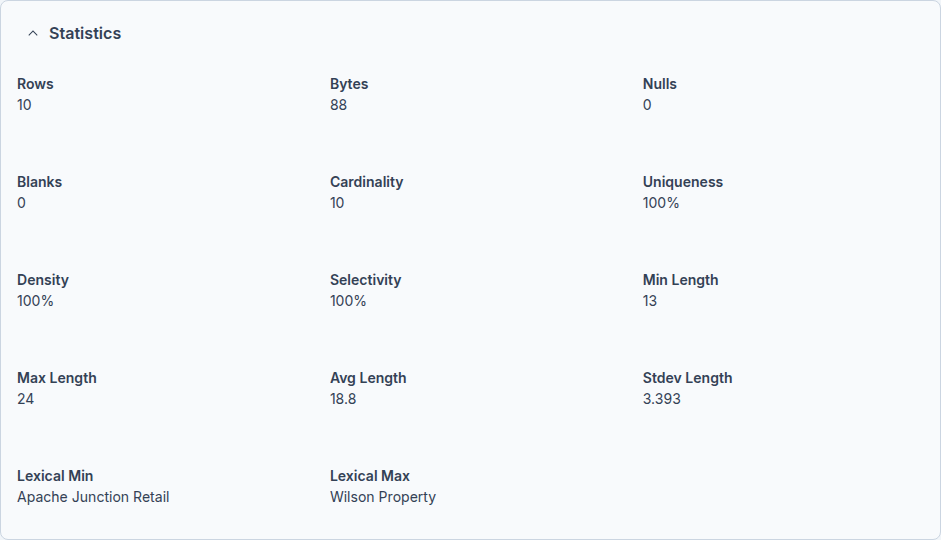 Statistics
Rows Bytes Nulls
10 88 0
Blanks Cardinality Uniqueness
0 10 100%
Density Selectivity Min Length
100% 100% 13
Max Length Avg Length Stdev Length
24 18.8 3.393
Lexical Min Lexical Max
Apache Junction Retail Wilson Property